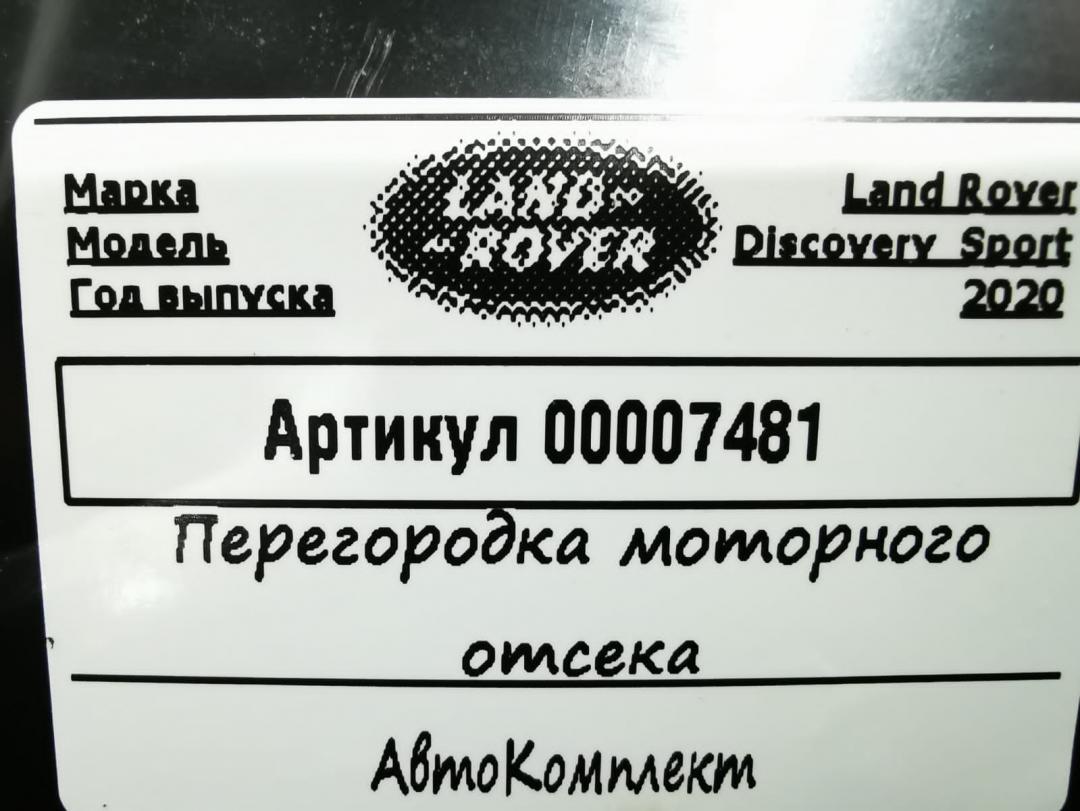 Марка LAND- Land Rover
Модель -ROVER Discovery Sport
Год выпуска 2020
Артикул 00007481
Перегородка моторного
отсека
АвтоКомплект